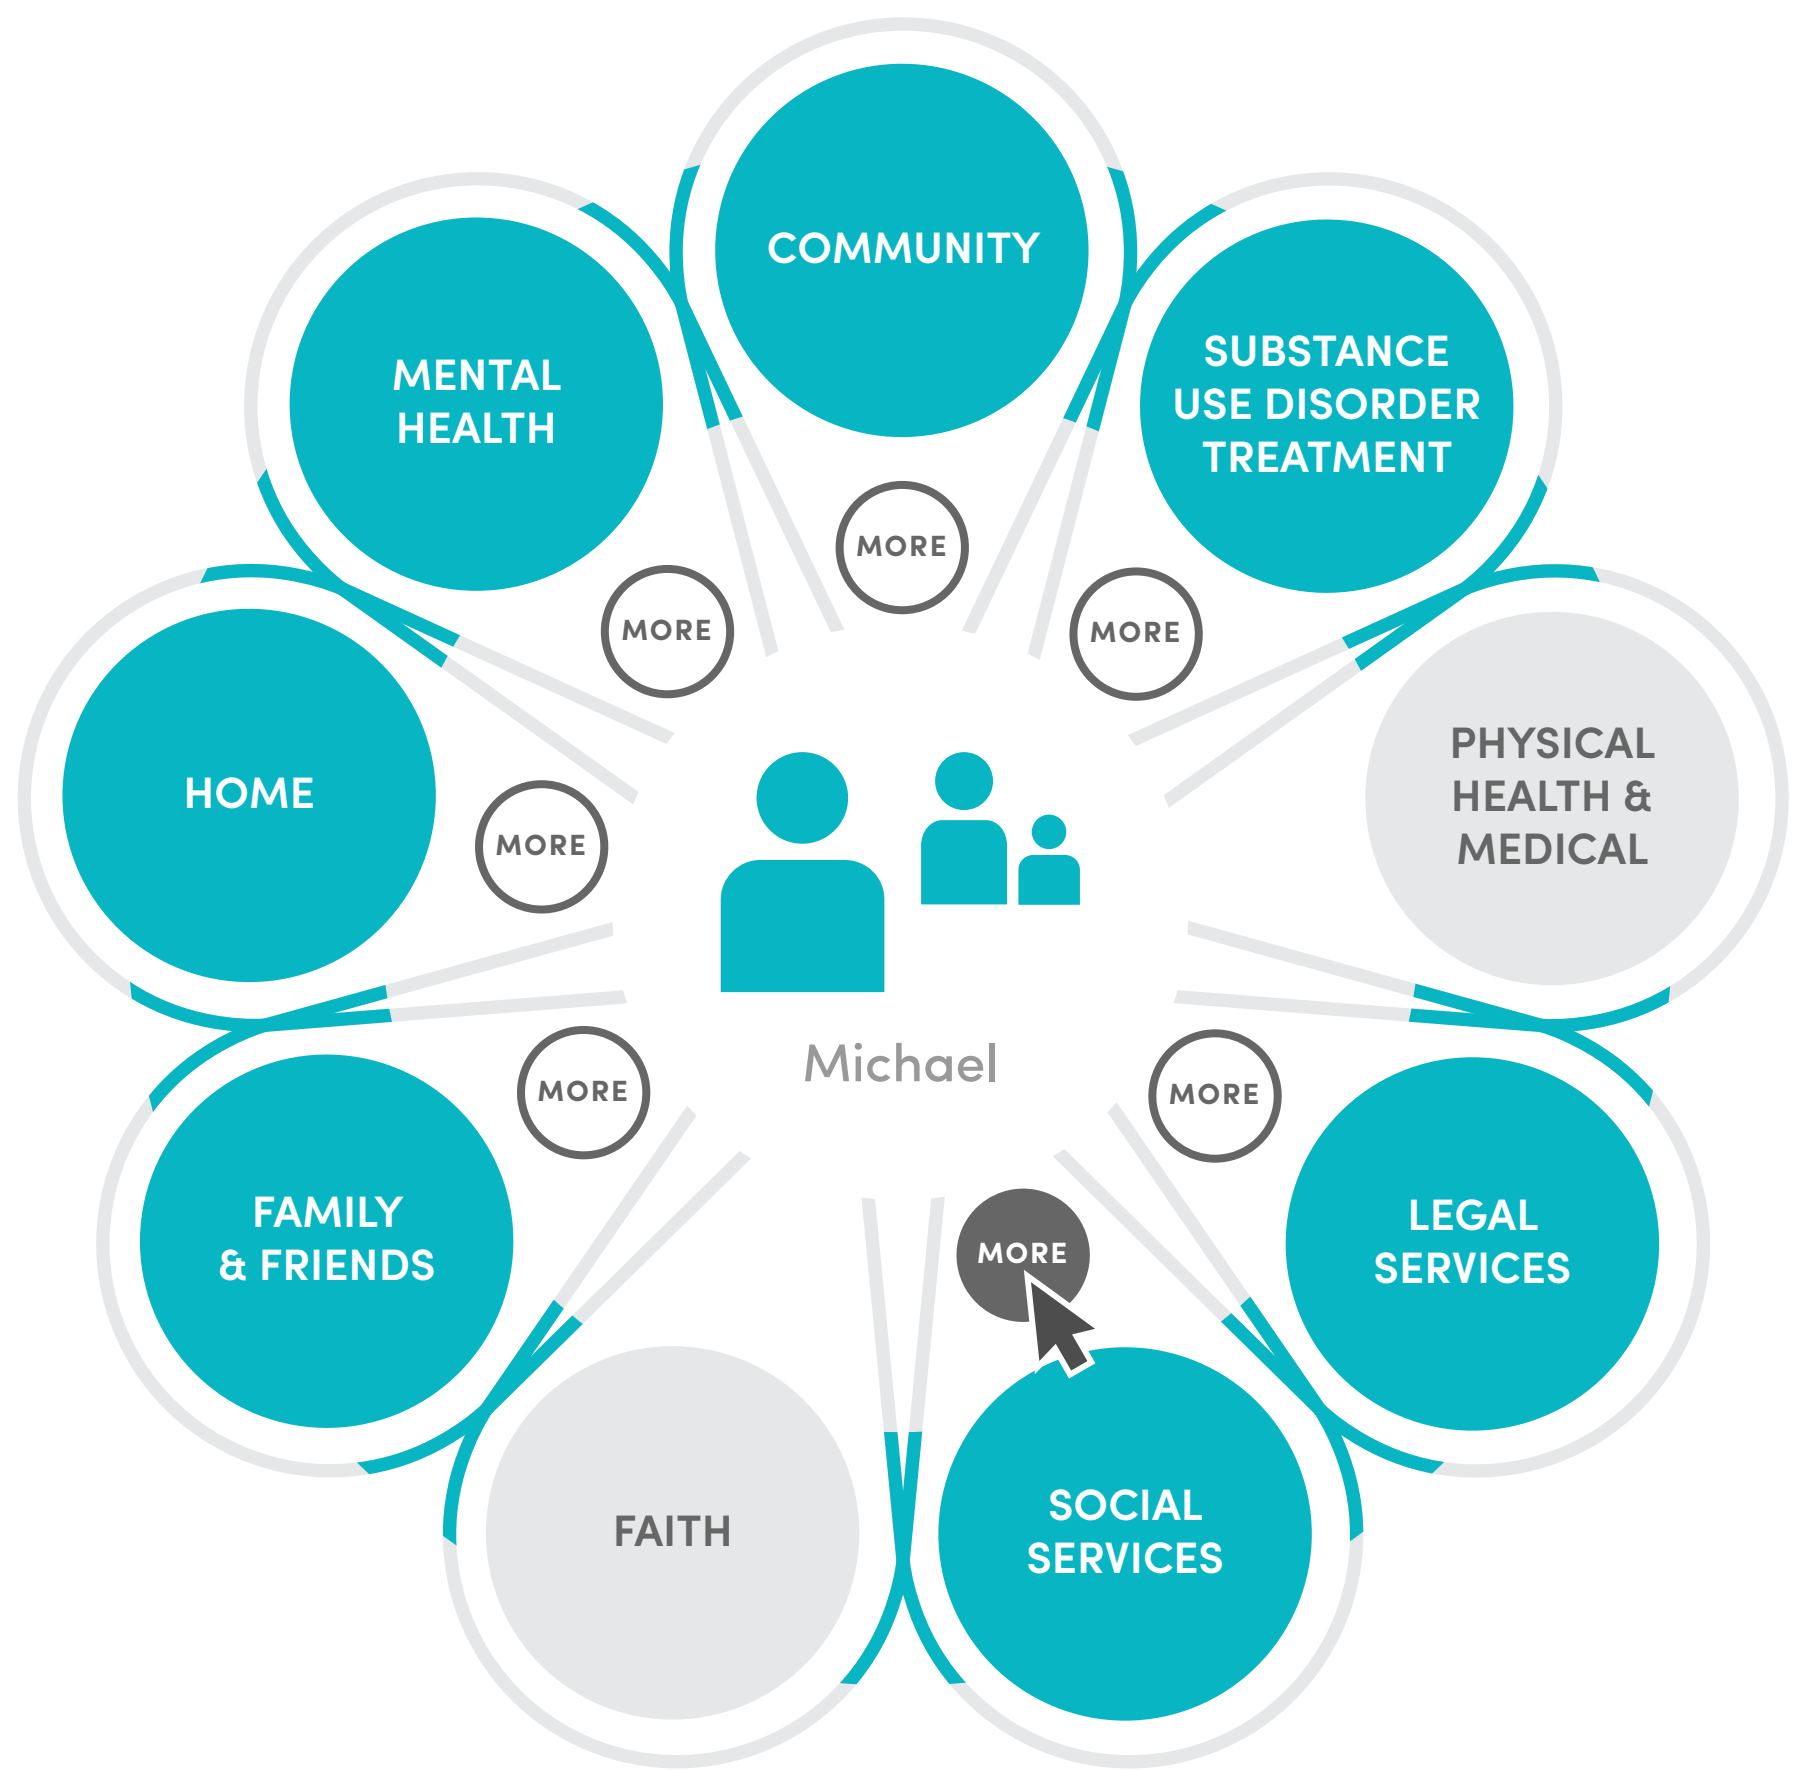 COMMUNITY
MENTAL
HEALTH
SUBSTANCE
USE DISORDER
TREATMENT
MORE
MORE
MORE
HOME
MORE
PHYSICAL
HEALTH &
MEDICAL
Michael
FAMILY
& FRIENDS
MORE
MORE
LEGAL
SERVICES
MORE
FAITH
SOCIAL
SERVICES